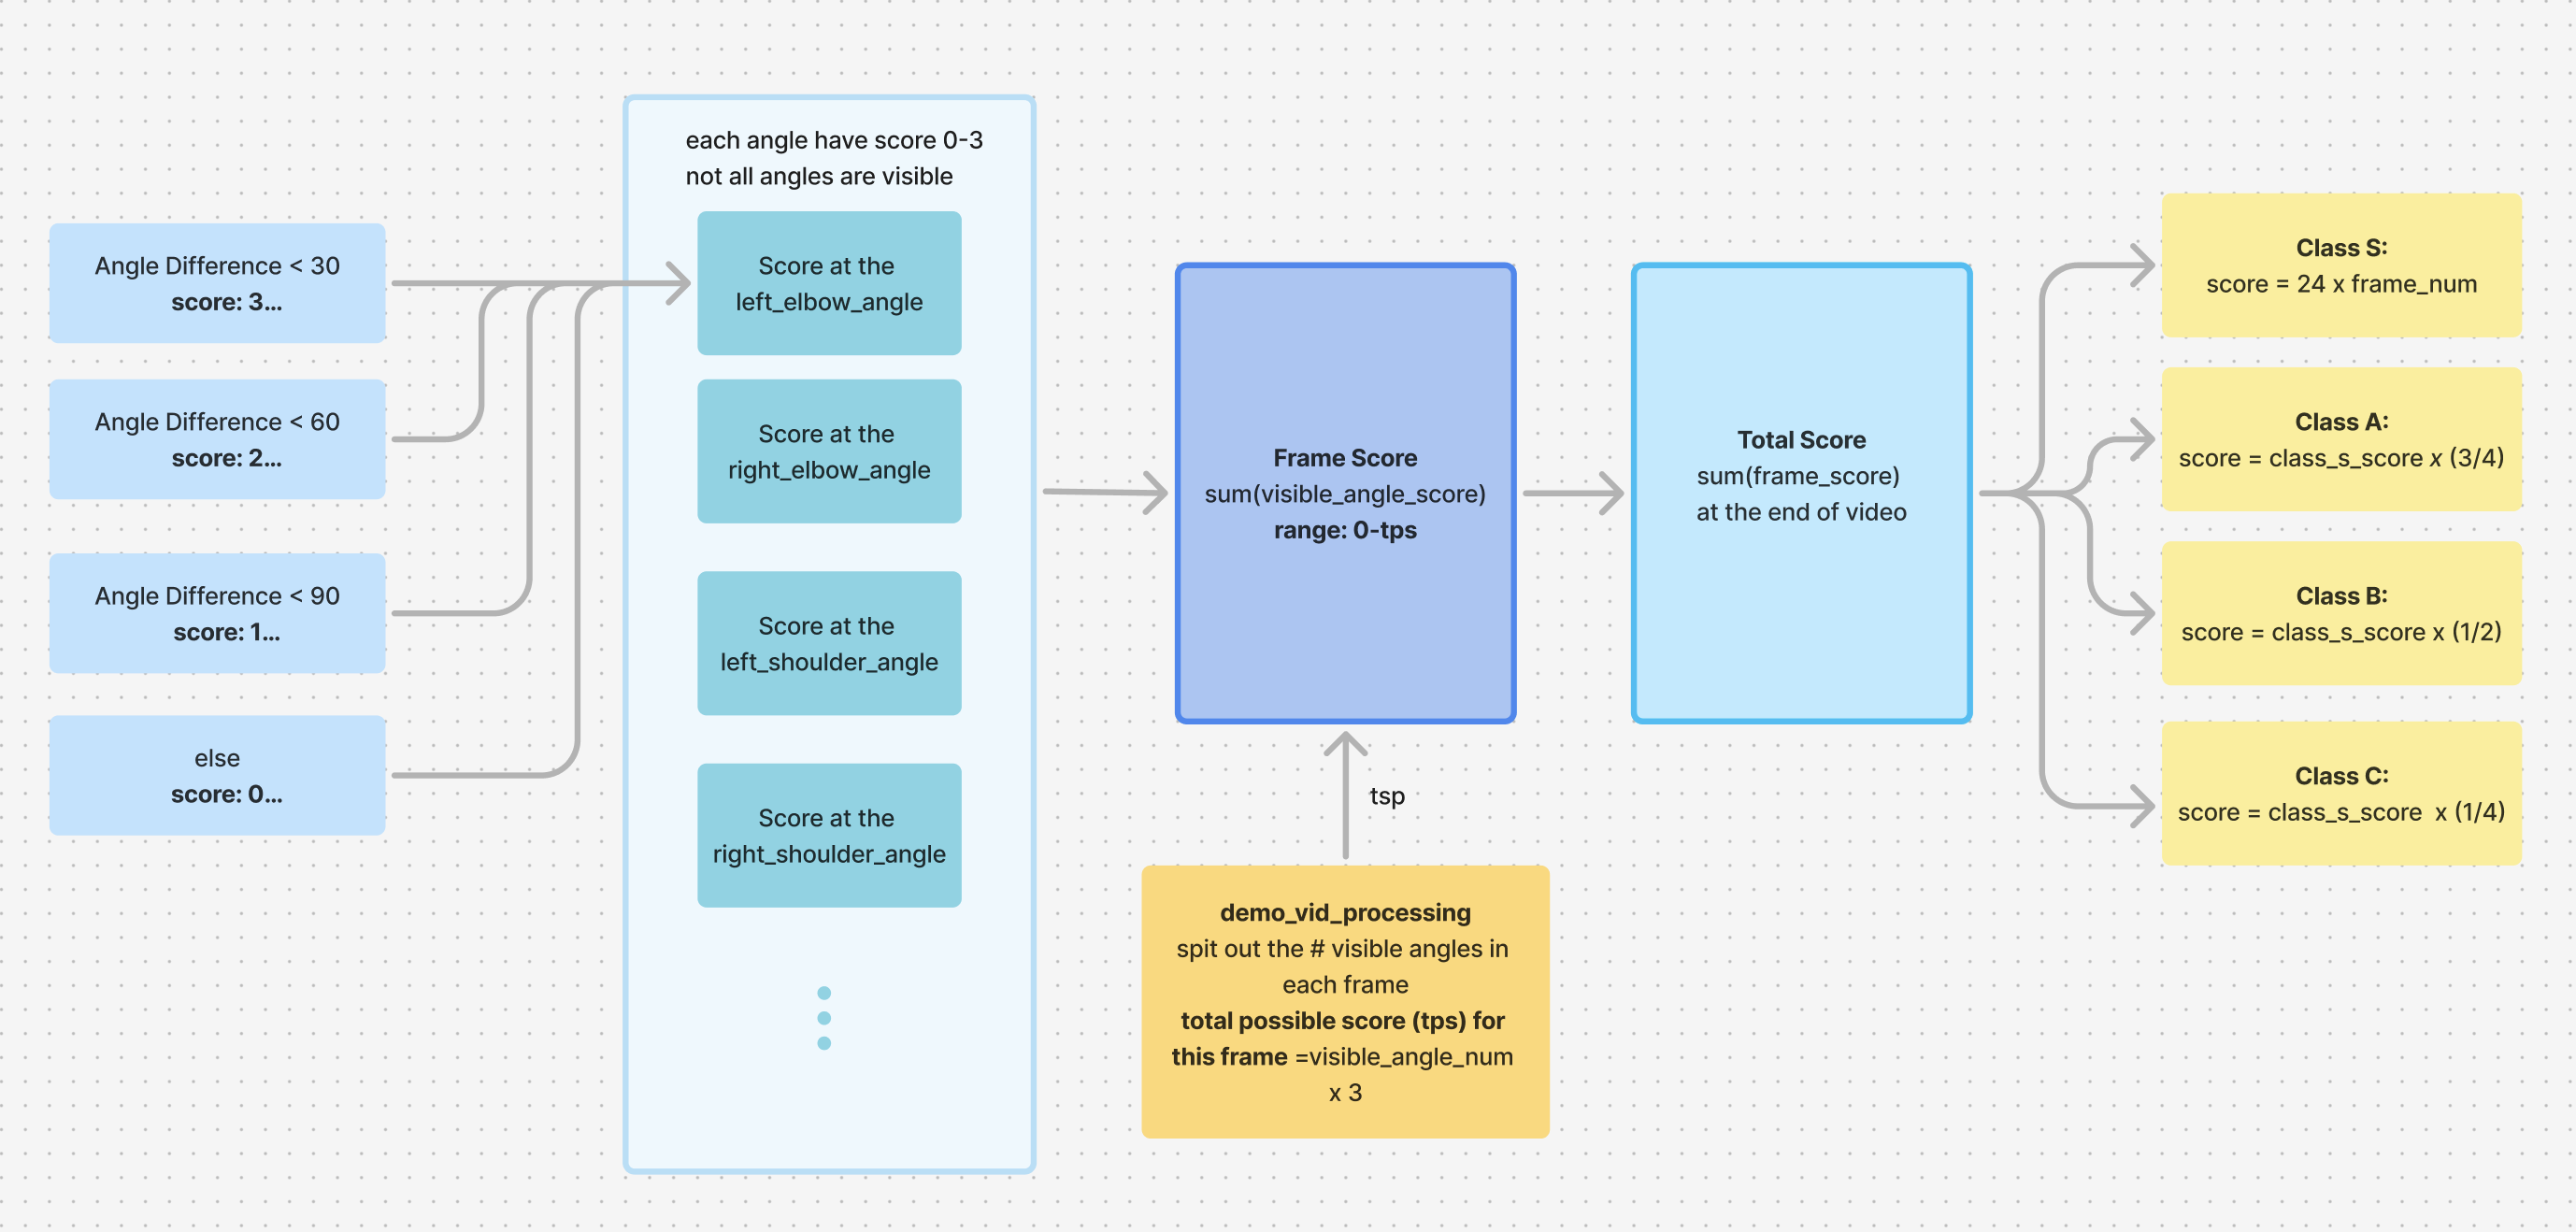 Angle Difference < 30
score: 3...
Angle Difference < 60
score: 2...
Angle Difference < 90
score: 1...
else
score: 0...
each angle have score 0-3
not all angles are visible
Score at the
left_elbow_angle
Score at the
right_elbow_angle
Score at the
left_shoulder_angle
Score at the
right_shoulder_angle
Frame Score
sum(visible_angle_score)
range: 0-tps
tsp
demo_vid_processing
spit out the # visible angles in
each frame
total possible score (tps) for
this frame =visible_angle_num
x 3
Total Score
sum(frame_score)
at the end of video
Class S:
score = 24 x frame_num
Class A:
score = class_s_score x (3/4)
Class B:
score = class_s_score x (1/2)
Class C:
score = class_s_score  x (1/4)